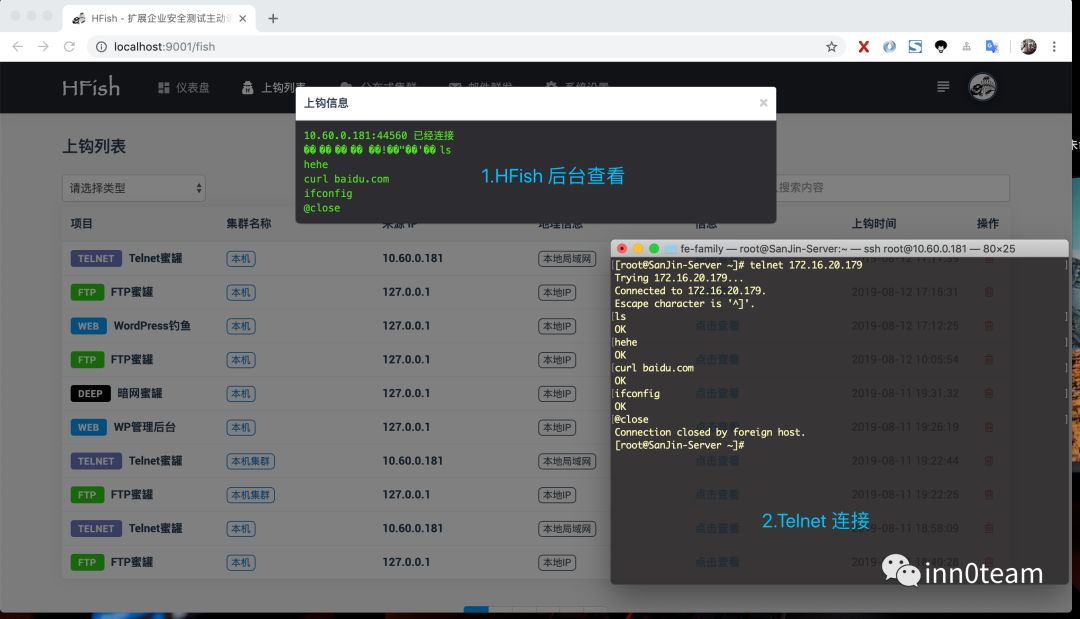 HFish - 扩展企业安全测试主动
localhost:9001/fish
HFish 仪表盘 上钩列表 分布式集群 邮件群发 系统设置
上钩信息 ×
10.60.0.181:44560 已经连接
ls
hehe
curl baidu.com
ifconfig
@close
1.HFish 后台查看
上钩列表
请选择类型
搜索内容
项目 集群名称 来源 IP 地理信息 信息 上钩时间 操作
TELNET Telnet蜜罐 本机 10.60.0.181 本地局域网
FTP FTP蜜罐 本机 127.0.0.1 本地IP 2019-08-12 17:15:31
WEB WordPress钓鱼 本机 127.0.0.1 本地IP 点击查看 2019-08-12 17:12:25
FTP FTP蜜罐 本机 127.0.0.1 本地IP 点击查看 2019-08-12 10:05:54
DEEP 暗网蜜罐 本机 127.0.0.1 本地IP 点击查看 2019-08-11 19:31:32
WEB WP管理后台 本机 127.0.0.1 本地IP 点击查看 2019-08-11 19:26:19
TELNET Telnet蜜罐 本机集群 10.60.0.181 本地局域网 点击查看 2019-08-11 19:22:44
FTP FTP蜜罐 本机集群 127.0.0.1 本地IP 点击查看 2019-08-11 19:22:25
TELNET Telnet蜜罐 本机 10.60.0.181 本地局域网 点击查看 2019-08-11 18:58:09
FTP FTP蜜罐 本机 127.0.0.1 本地IP 点击查看
fe-family — root@SanJin-Server:~ — ssh root@10.60.0.181 — 80×25
[root@SanJin-Server ~]# telnet 172.16.20.179
Trying 172.16.20.179...
Connected to 172.16.20.179.
Escape character is '^]'.
ls
OK
hehe
OK
curl baidu.com
OK
ifconfig
OK
@close
Connection closed by foreign host.
[root@SanJin-Server ~]#
2.Telnet 连接
inn0team